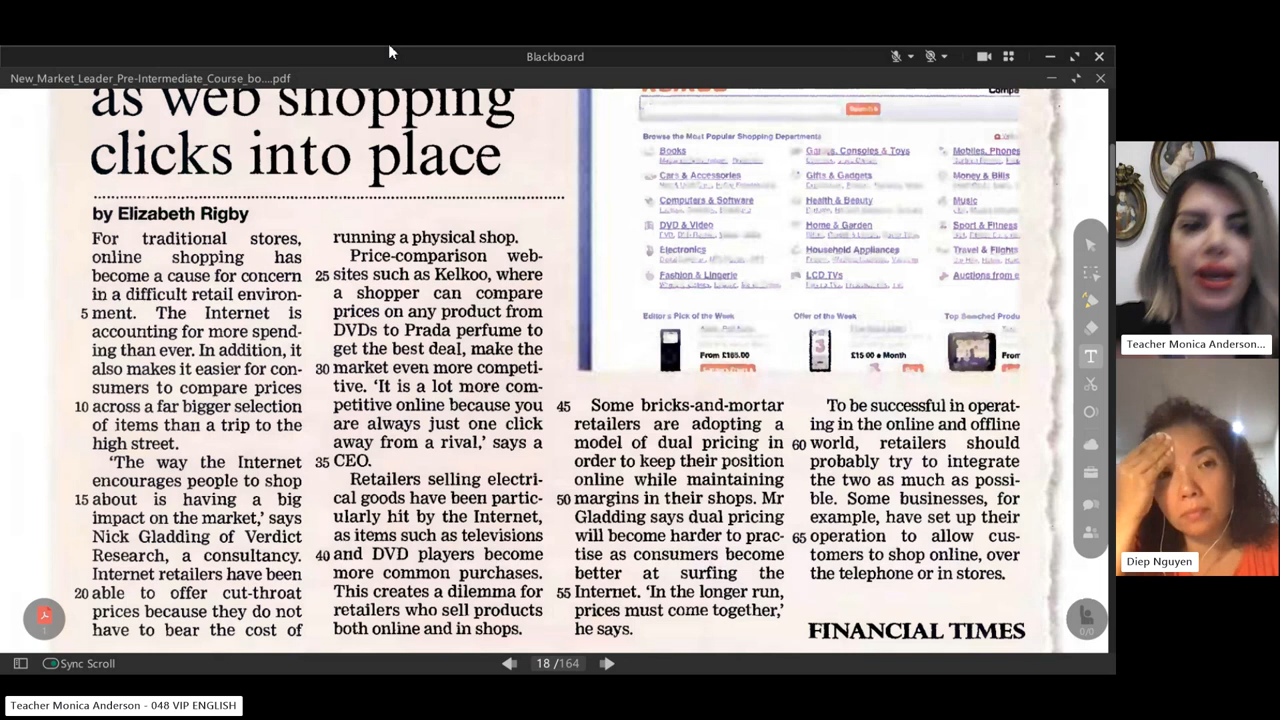 Blackboard
New_Market_Leader_Pre-Intermediate_Course_bo....pdf
as web shopping
clicks into place
by Elizabeth Rigby
For traditional stores,
online shopping has
become a cause for concern
in a difficult retail environ-
5 ment. The Internet is
accounting for more spend-
ing than ever. In addition, it
also makes it easier for con-
sumers to compare prices
10 across a far bigger selection
of items than a trip to the
high street.
'The way the Internet
encourages people to shop
15 about is having a big
impact on the market,' says
Nick Gladding of Verdict
Research, a consultancy.
Internet retailers have been
20 able to offer cut-throat
prices because they do not
have to bear the cost of
running a physical shop.
Price-comparison web-
25 sites such as Kelkoo, where
a shopper can compare
prices on any product from
DVDs to Prada perfume to
get the best deal, make the
30 market even more competi-
tive. 'It is a lot more com-
petitive online because you
are always just one click
away from a rival,' says a
35 CEO.
Retailers selling electri-
cal goods have been partic-
ularly hit by the Internet,
as items such as televisions
40 and DVD players become
more common purchases.
This creates a dilemma for
retailers who sell products
both online and in shops.
45 Some bricks-and-mortar
retailers are adopting a
model of dual pricing in
order to keep their position
online while maintaining
50 margins in their shops. Mr
Gladding says dual pricing
will become harder to prac-
tise as consumers become
better at surfing the
55 Internet. 'In the longer run,
prices must come together,'
he says.
To be successful in operat-
ing in the online and offline
60 world, retailers should
probably try to integrate
the two as much as possi-
ble. Some businesses, for
example, have set up their
65 operation to allow cus-
tomers to shop online, over
the telephone or in stores.
FINANCIAL TIMES
Compa
Search
Browse the Most Popular Shopping Departments
Books
Cars & Accessories
Computers & Software
DVD & Video
Electronics
Fashion & Lingerie
Games, Consoles & Toys
Gifts & Gadgets
Health & Beauty
Home & Garden
Household Appliances
LCD TVs
Mobiles, Phones
Money & Bills
Music
Sport & Fitness
Travel & Flights
Auctions from e
Editor's Pick of the Week
Offer of the Week
Top Searched Produ
From £165.00
£15.00 a Month
From
T
0/0
1
Sync Scroll
18 /164
Teacher Monica Anderson...
Diep Nguyen
Teacher Monica Anderson - 048 VIP ENGLISH